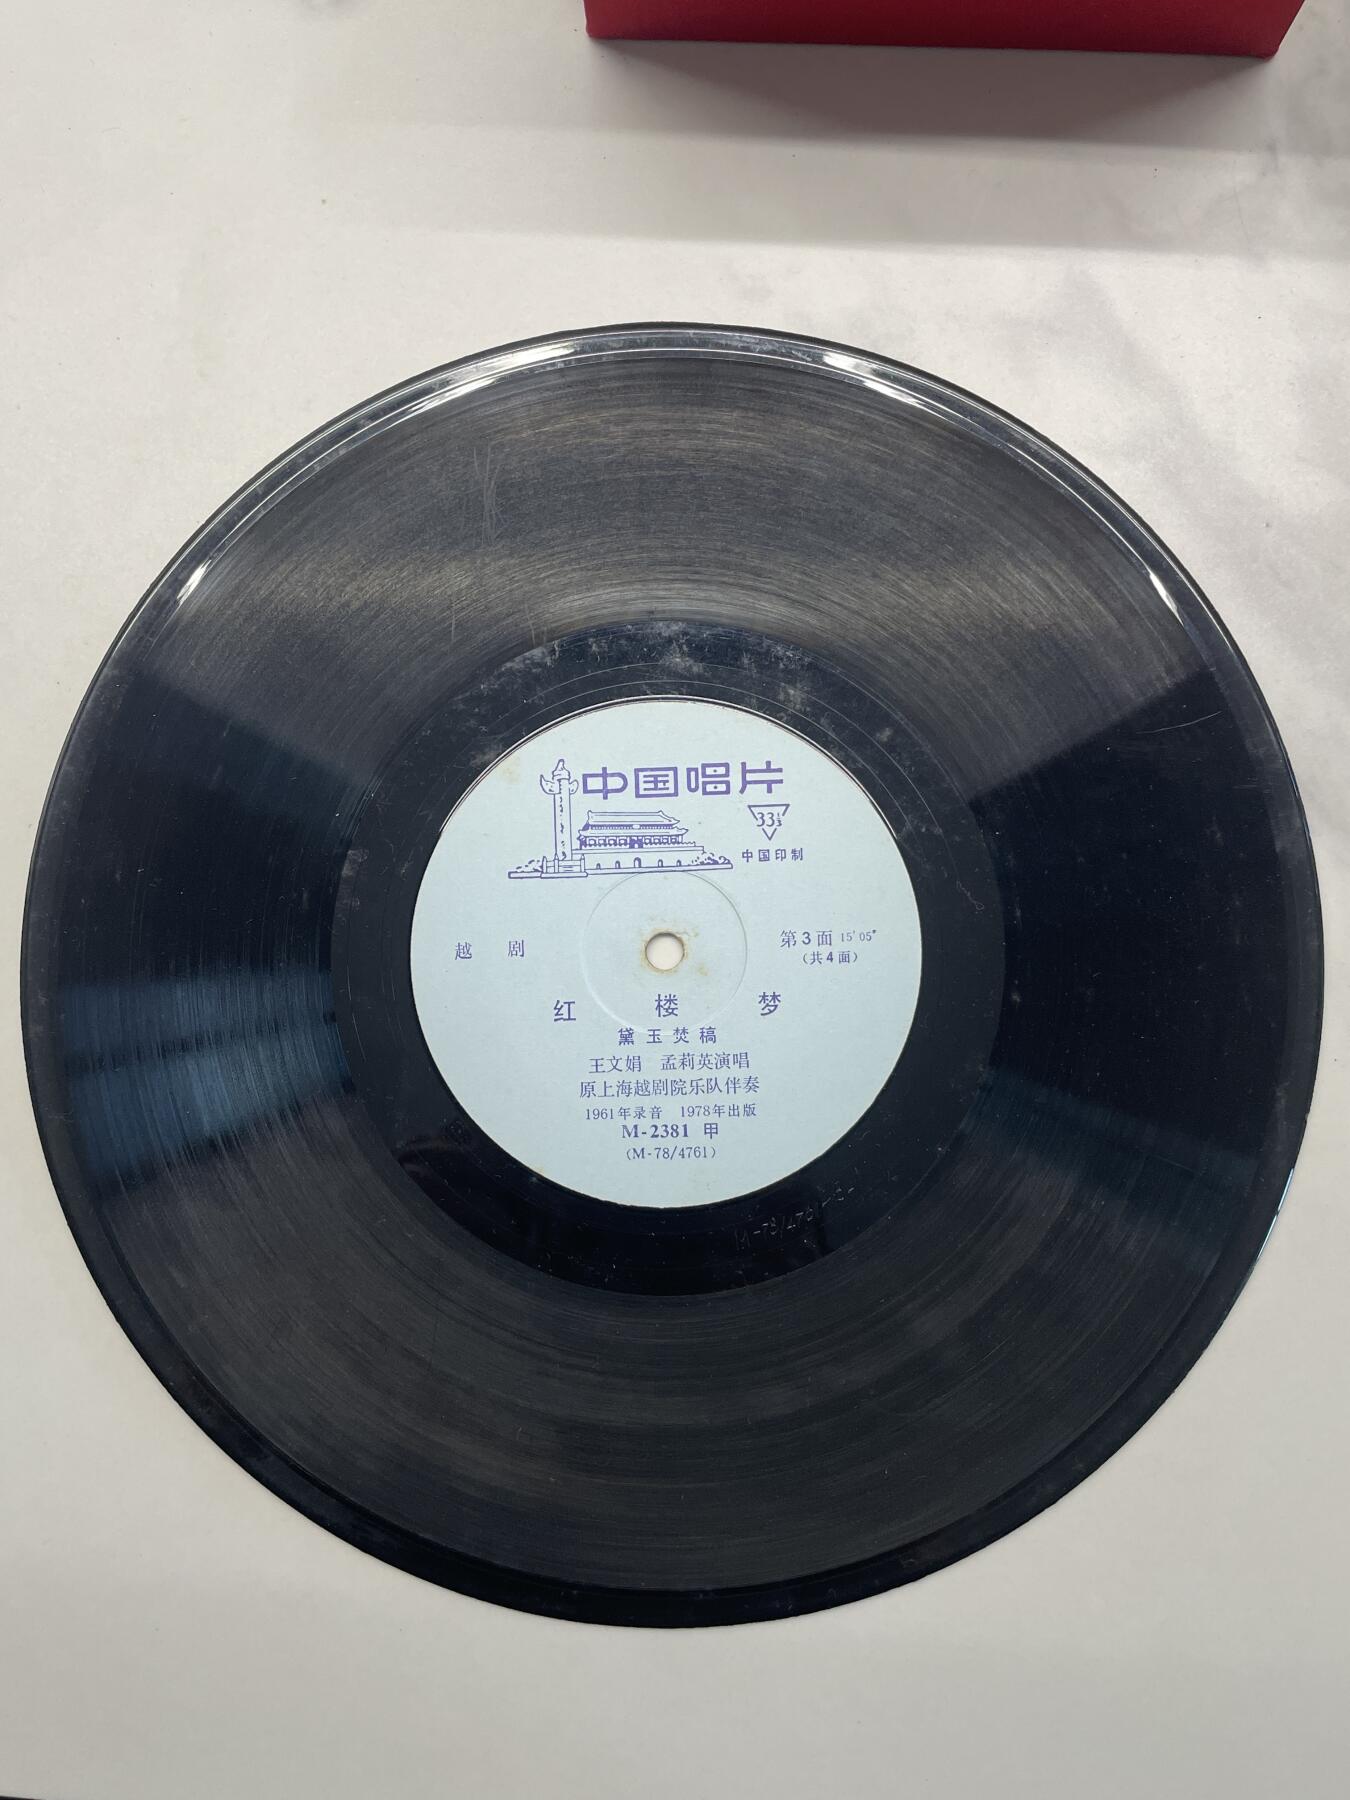 中国唱片
33⅓
中国印制
越剧
第3面 15′05″
(共4面)
红楼梦
黛玉焚稿
王文娟 孟莉英演唱
原上海越剧院乐队伴奏
1961年录音 1978年出版
M-2381 甲
(M-78/4761)